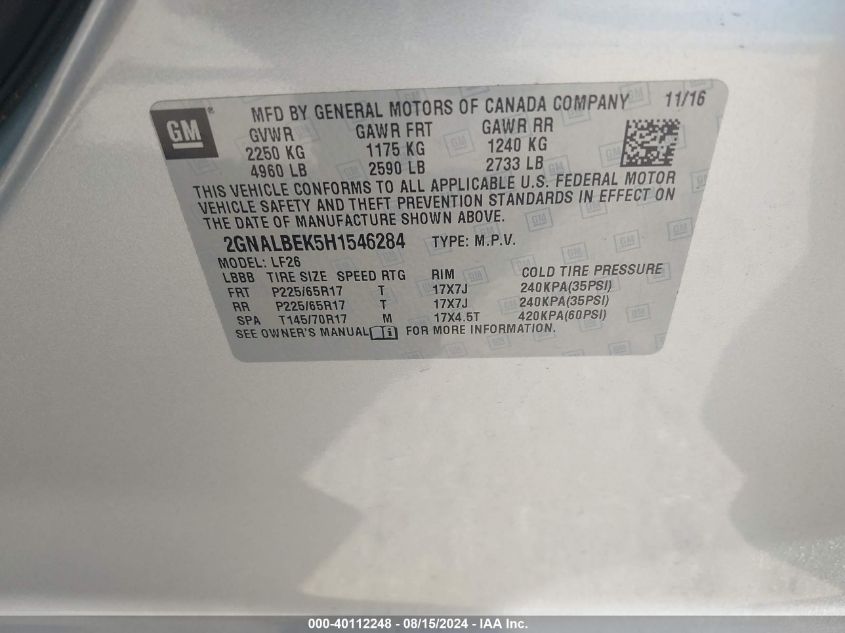 GM
MFD BY GENERAL MOTORS OF CANADA COMPANY 11/16
GVWR GAWR FRT GAWR RR
2250 KG 1175 KG 1240 KG
4960 LB 2590 LB 2733 LB
THIS VEHICLE CONFORMS TO ALL APPLICABLE U.S. FEDERAL MOTOR
VEHICLE SAFETY AND THEFT PREVENTION STANDARDS IN EFFECT ON
THE DATE OF MANUFACTURE SHOWN ABOVE.
2GNALBEK5H1546284 TYPE: M.P.V.
MODEL: LF26
LBBB TIRE SIZE SPEED RTG RIM COLD TIRE PRESSURE
FRT P225/65R17 T 17X7J 240KPA(35PSI)
RR P225/65R17 T 17X7J 240KPA(35PSI)
SPA T145/70R17 M 17X4.5T 420KPA(60PSI)
SEE OWNER'S MANUAL FOR MORE INFORMATION.
000-40112248 - 08/15/2024 - IAA Inc.